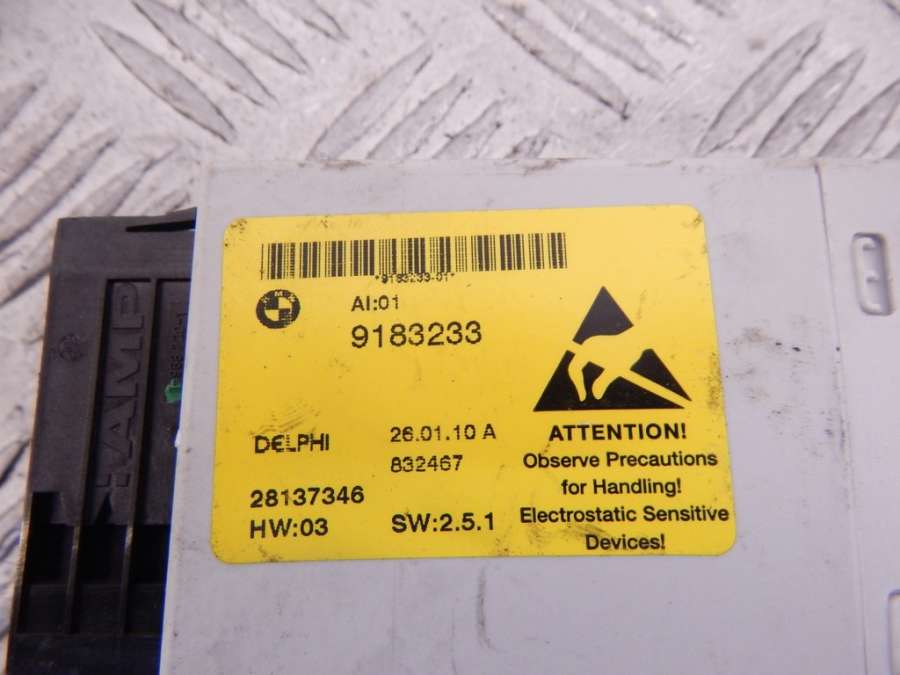 *9183233-01*
BMW
AI:01
9183233
DELPHI
26.01.10 A
832467
28137346
HW:03
SW:2.5.1
ATTENTION!
Observe Precautions
for Handling!
Electrostatic Sensitive
Devices!